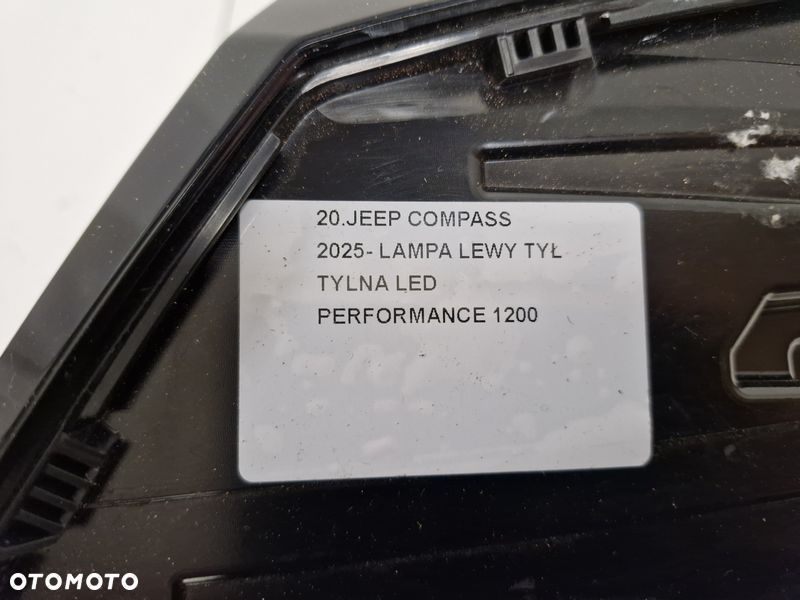 20.JEEP COMPASS
2025- LAMPA LEWY TYŁ
TYLNA LED
PERFORMANCE 1200
OTOMOTO